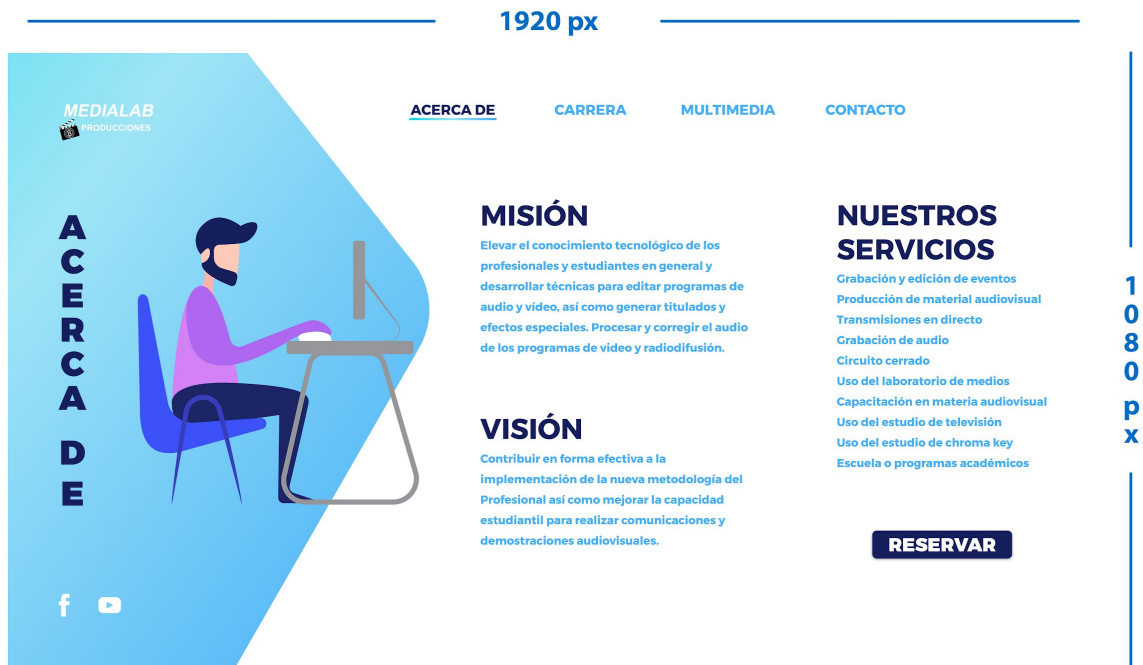 1920 px
MEDIALAB
PRODUCCIONES
ACERCA DE
CARRERA
MULTIMEDIA
CONTACTO
ACERCA DE
MISIÓN
Elevar el conocimiento tecnológico de los
profesionales y estudiantes en general y
desarrollar técnicas para editar programas de
audio y vídeo, así como generar titulados y
efectos especiales. Procesar y corregir el audio
de los programas de video y radiodifusión.
VISIÓN
Contribuir en forma efectiva a la
implementación de la nueva metodología del
Profesional así como mejorar la capacidad
estudiantil para realizar comunicaciones y
demostraciones audiovisuales.
NUESTROS
SERVICIOS
Grabación y edición de eventos
Producción de material audiovisual
Transmisiones en directo
Grabación de audio
Circuito cerrado
Uso del laboratorio de medios
Capacitación en materia audiovisual
Uso del estudio de televisión
Uso del estudio de chroma key
Escuela o programas académicos
RESERVAR
1080 px